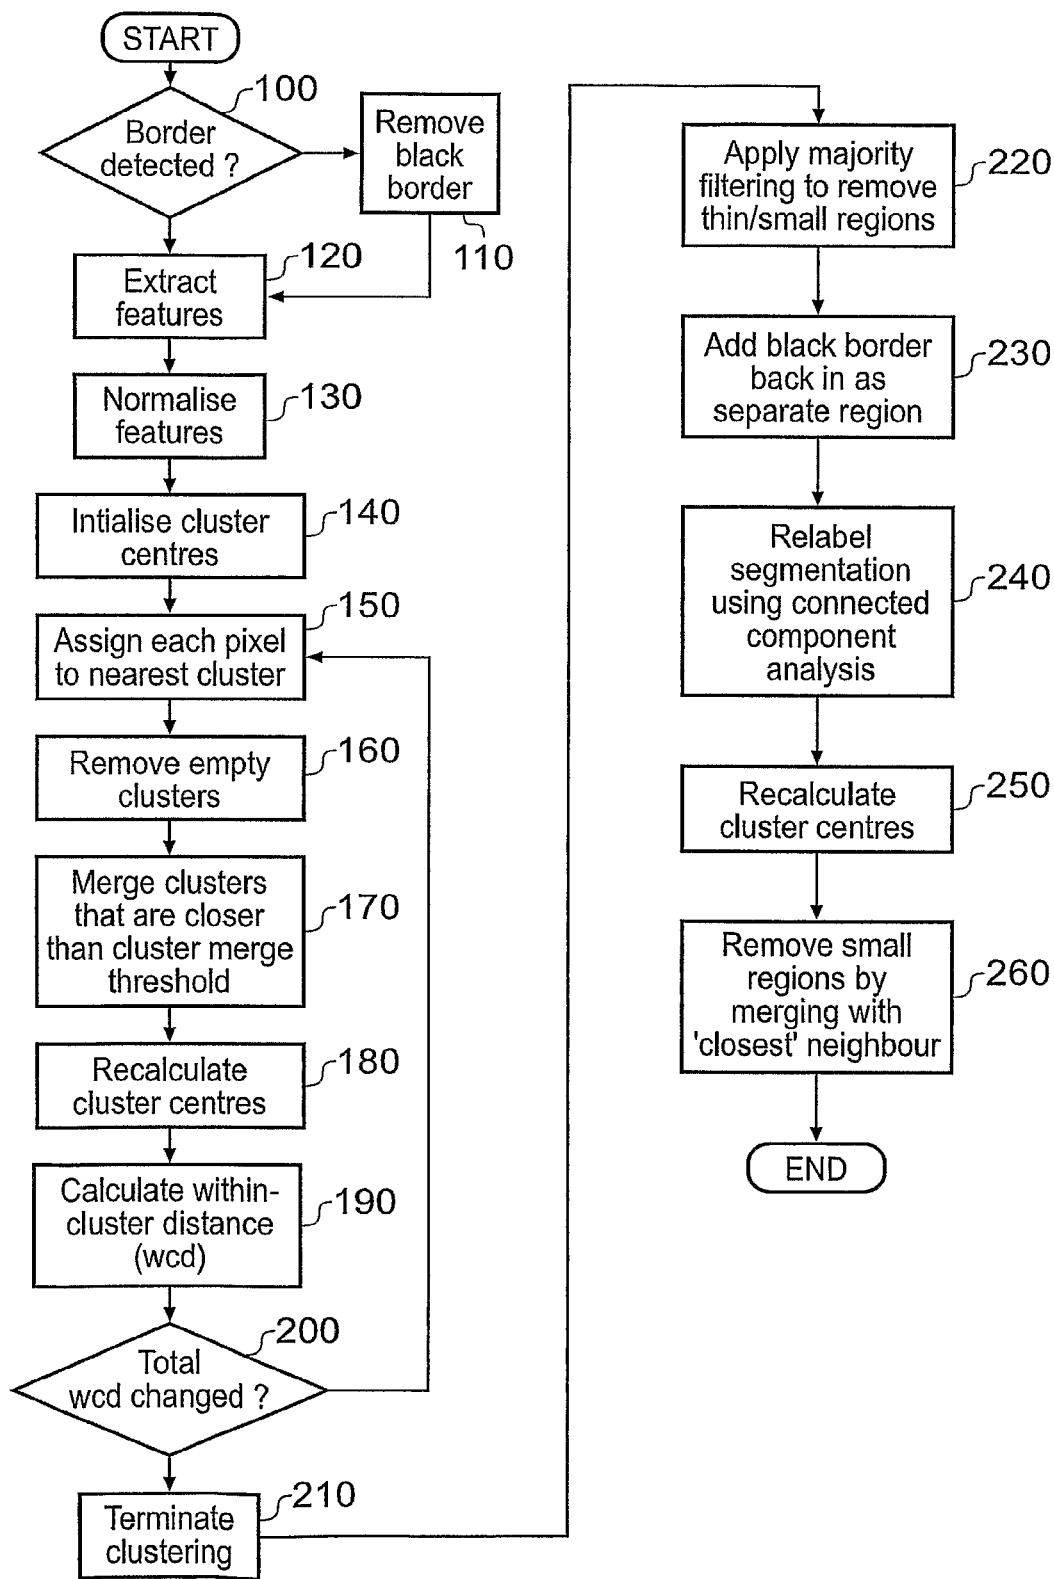 START
100
Border
detected ?
Remove
black
border
110
120
Extract
features
130
Normalise
features
140
Intialise cluster
centres
150
Assign each pixel
to nearest cluster
160
Remove empty
clusters
170
Merge clusters
that are closer
than cluster merge
threshold
180
Recalculate
cluster centres
190
Calculate within-
cluster distance
(wcd)
200
Total
wcd changed ?
210
Terminate
clustering
220
Apply majority
filtering to remove
thin/small regions
230
Add black border
back in as
separate region
240
Relabel
segmentation
using connected
component
analysis
250
Recalculate
cluster centres
260
Remove small
regions by
merging with
'closest' neighbour
END